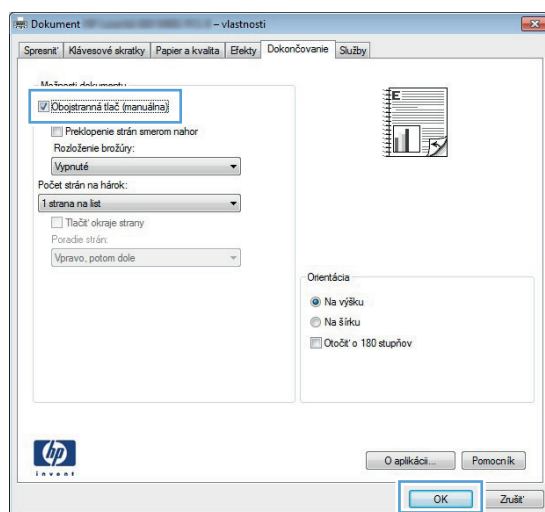 Dokument – vlastnosti
Spresniť Klávesové skratky Papier a kvalita Efekty Dokončovanie Služby
Možnosti dokumentu
Obojstranná tlač (manuálna)
Preklopenie strán smerom nahor
Rozloženie brožúry:
Vypnuté
Počet strán na hárok:
1 strana na list
Tlačiť okraje strany
Poradie strán:
Vpravo, potom dole
E
Orientácia
Na výšku
Na šírku
Otočiť o 180 stupňov
hp
invent
O aplikácii... Pomocník
OK Zrušiť